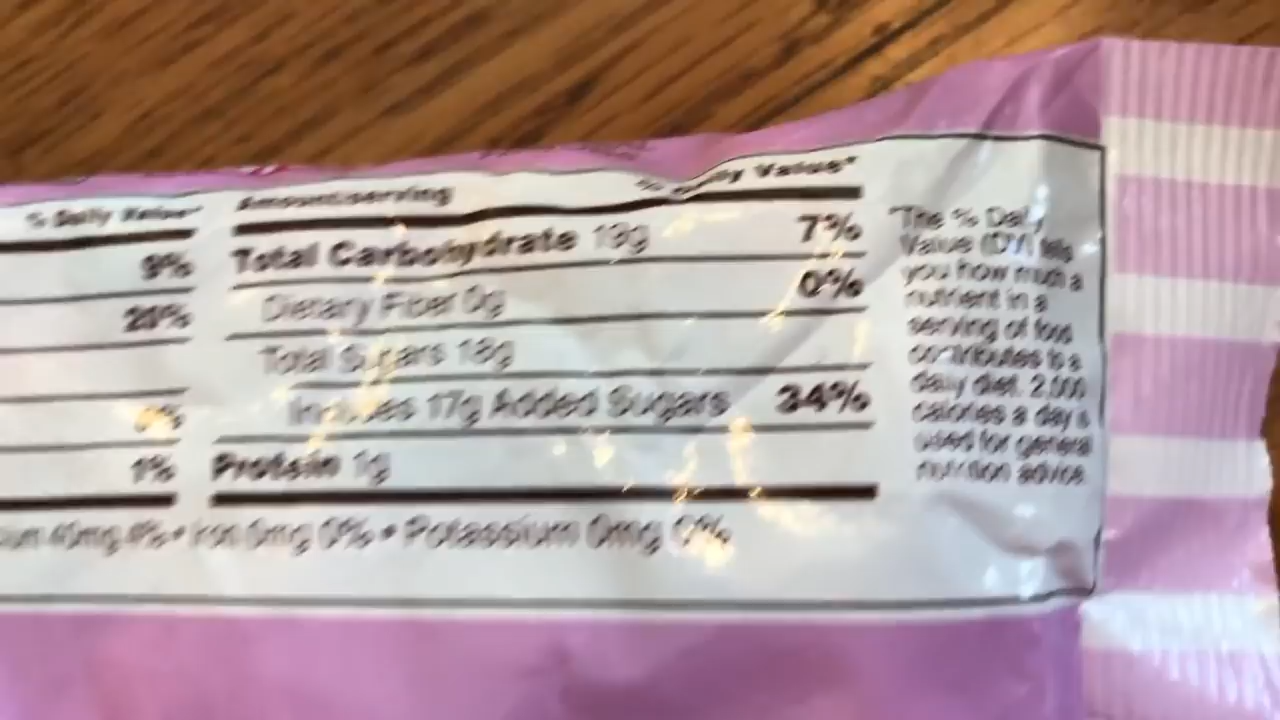 % Daily Value*
9%
20%
0%
1%
Amount/serving
% Daily Value*
Total Carbohydrate 19g 7%
Dietary Fiber 0g 0%
Total Sugars 18g
Includes 17g Added Sugars 34%
Protein 1g
40mg 4% • Iron 0mg 0% • Potassium 0mg 0%
*The % Daily
Value (DV) tells
you how much a
nutrient in a
serving of food
contributes to a
daily diet. 2,000
calories a day is
used for general
nutrition advice.